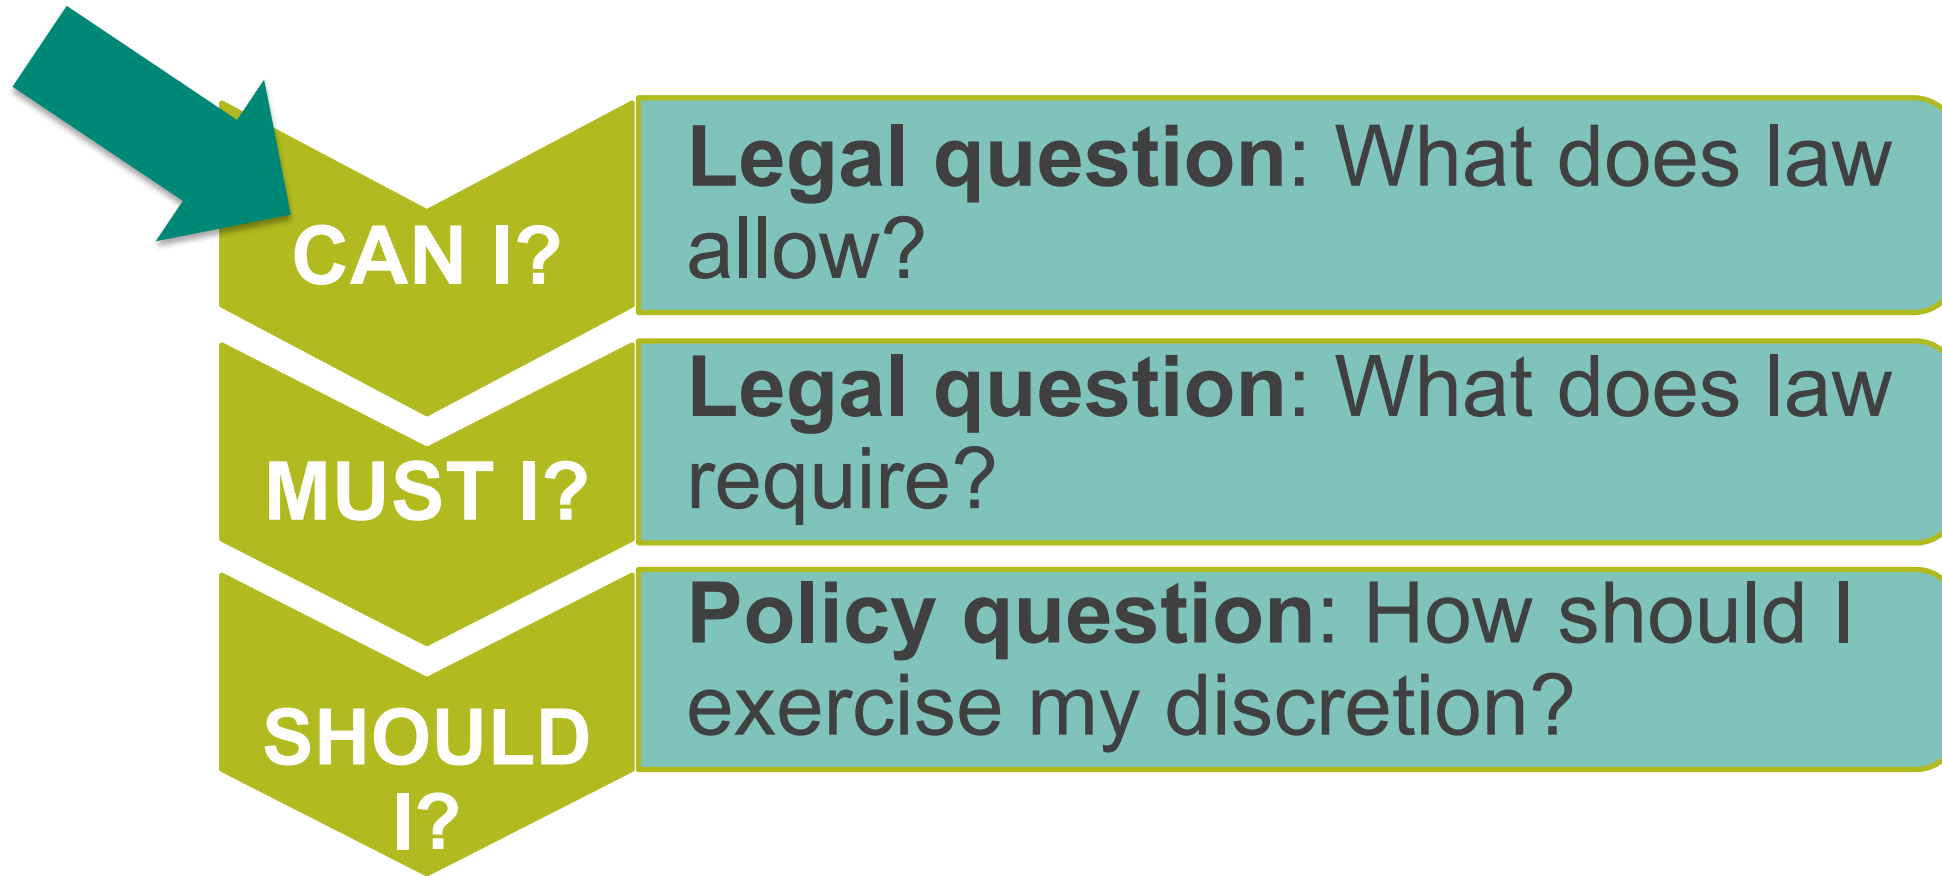 CAN I?
Legal question: What does law
allow?
MUST I?
Legal question: What does law
require?
SHOULD
I?
Policy question: How should I
exercise my discretion?